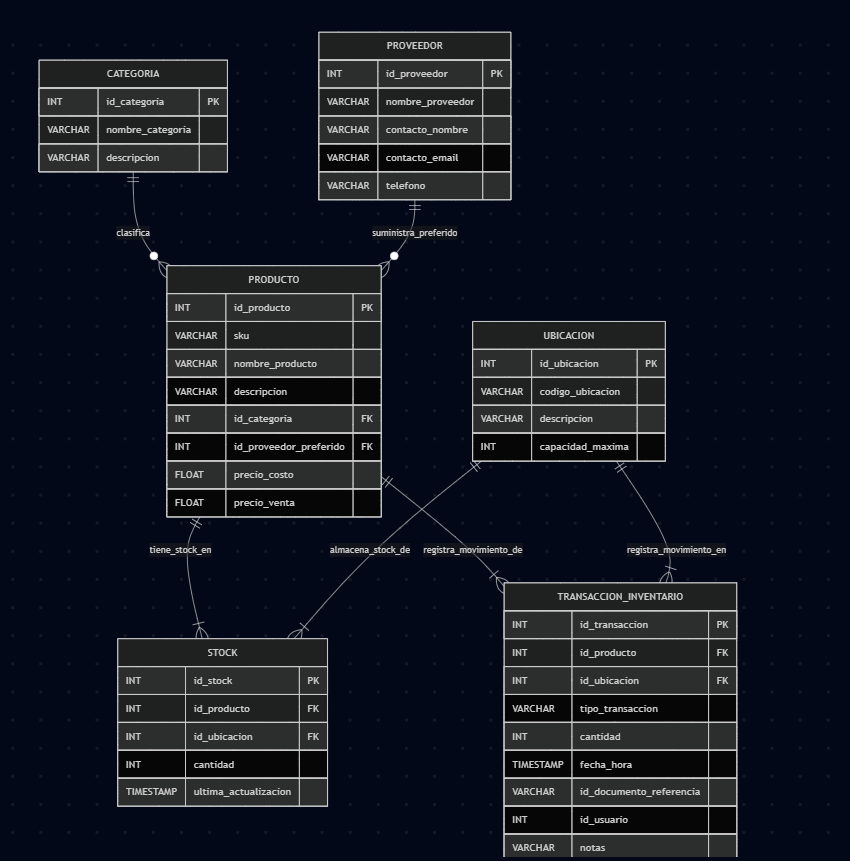 CATEGORIA
INT id_categoria PK
VARCHAR nombre_categoria
VARCHAR descripcion
PROVEEDOR
INT id_proveedor PK
VARCHAR nombre_proveedor
VARCHAR contacto_nombre
VARCHAR contacto_email
VARCHAR telefono
clasifica
suministra_preferido
PRODUCTO
INT id_producto PK
VARCHAR sku
VARCHAR nombre_producto
VARCHAR descripcion
INT id_categoria FK
INT id_proveedor_preferido FK
FLOAT precio_costo
FLOAT precio_venta
UBICACION
INT id_ubicacion PK
VARCHAR codigo_ubicacion
VARCHAR descripcion
INT capacidad_maxima
tiene_stock_en
almacena_stock_de
registra_movimiento_de
registra_movimiento_en
STOCK
INT id_stock PK
INT id_producto FK
INT id_ubicacion FK
INT cantidad
TIMESTAMP ultima_actualizacion
TRANSACCION_INVENTARIO
INT id_transaccion PK
INT id_producto FK
INT id_ubicacion FK
VARCHAR tipo_transaccion
INT cantidad
TIMESTAMP fecha_hora
VARCHAR id_documento_referencia
INT id_usuario
VARCHAR notas